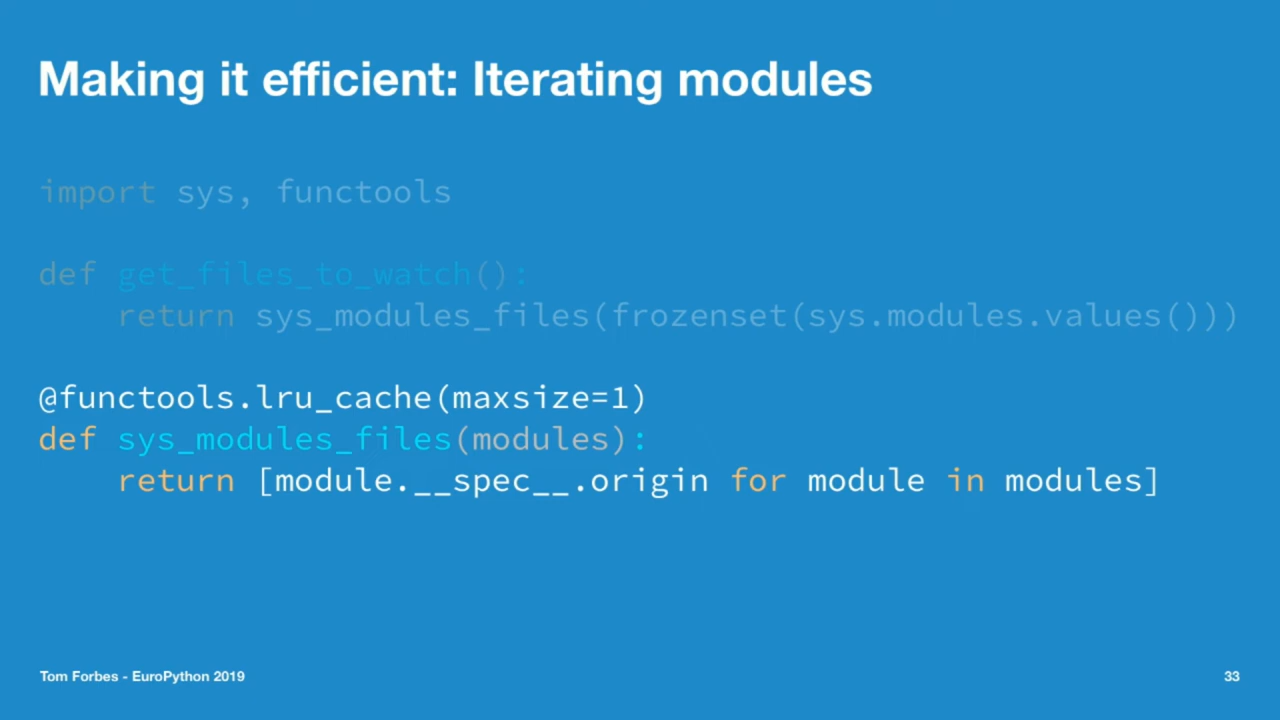 Making it efficient: Iterating modules
import sys, functools
def get_files_to_watch():
    return sys_modules_files(frozenset(sys.modules.values()))
@functools.lru_cache(maxsize=1)
def sys_modules_files(modules):
    return [module.__spec__.origin for module in modules]
Tom Forbes - EuroPython 2019
33